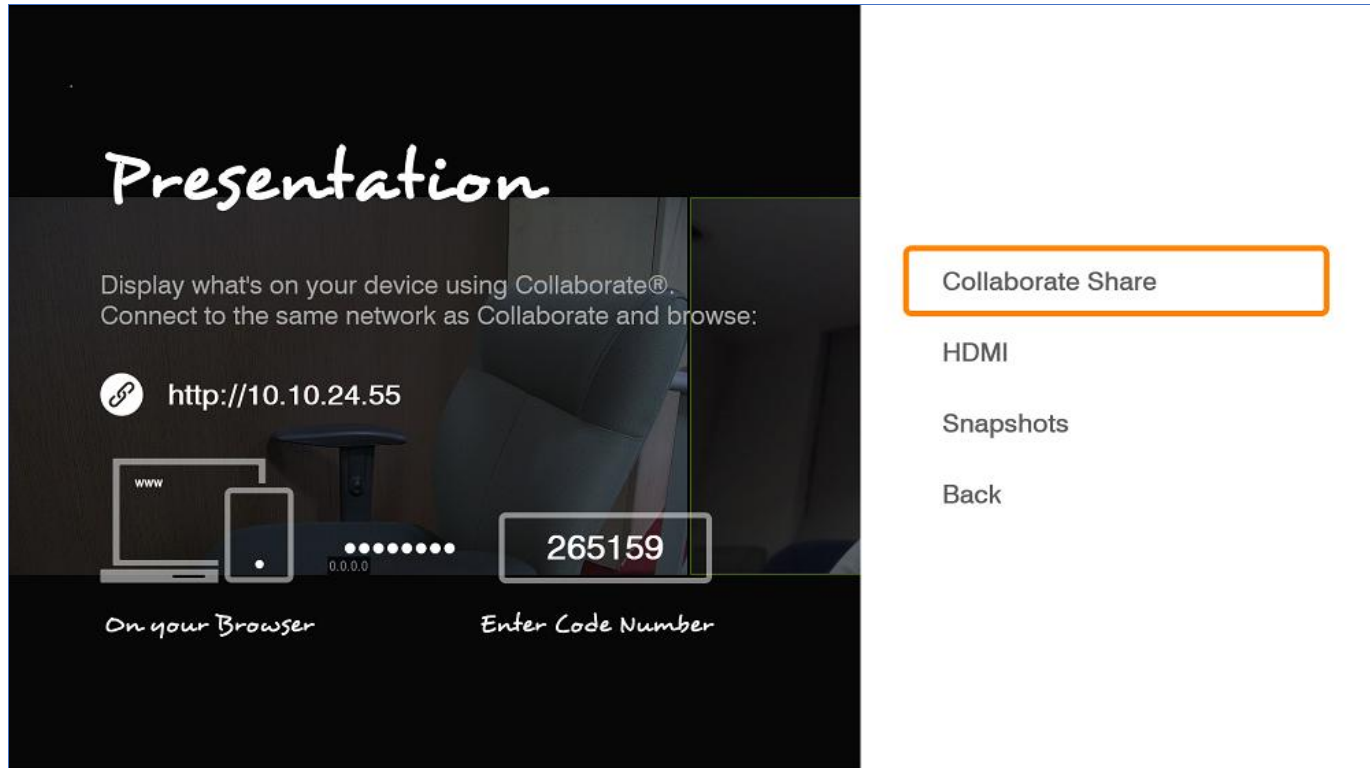 Presentation
Display what's on your device using Collaborate®.
Connect to the same network as Collaborate and browse:
http://10.10.24.55
www
265159
0.0.0.0
On your Browser
Enter Code Number
Collaborate Share
HDMI
Snapshots
Back